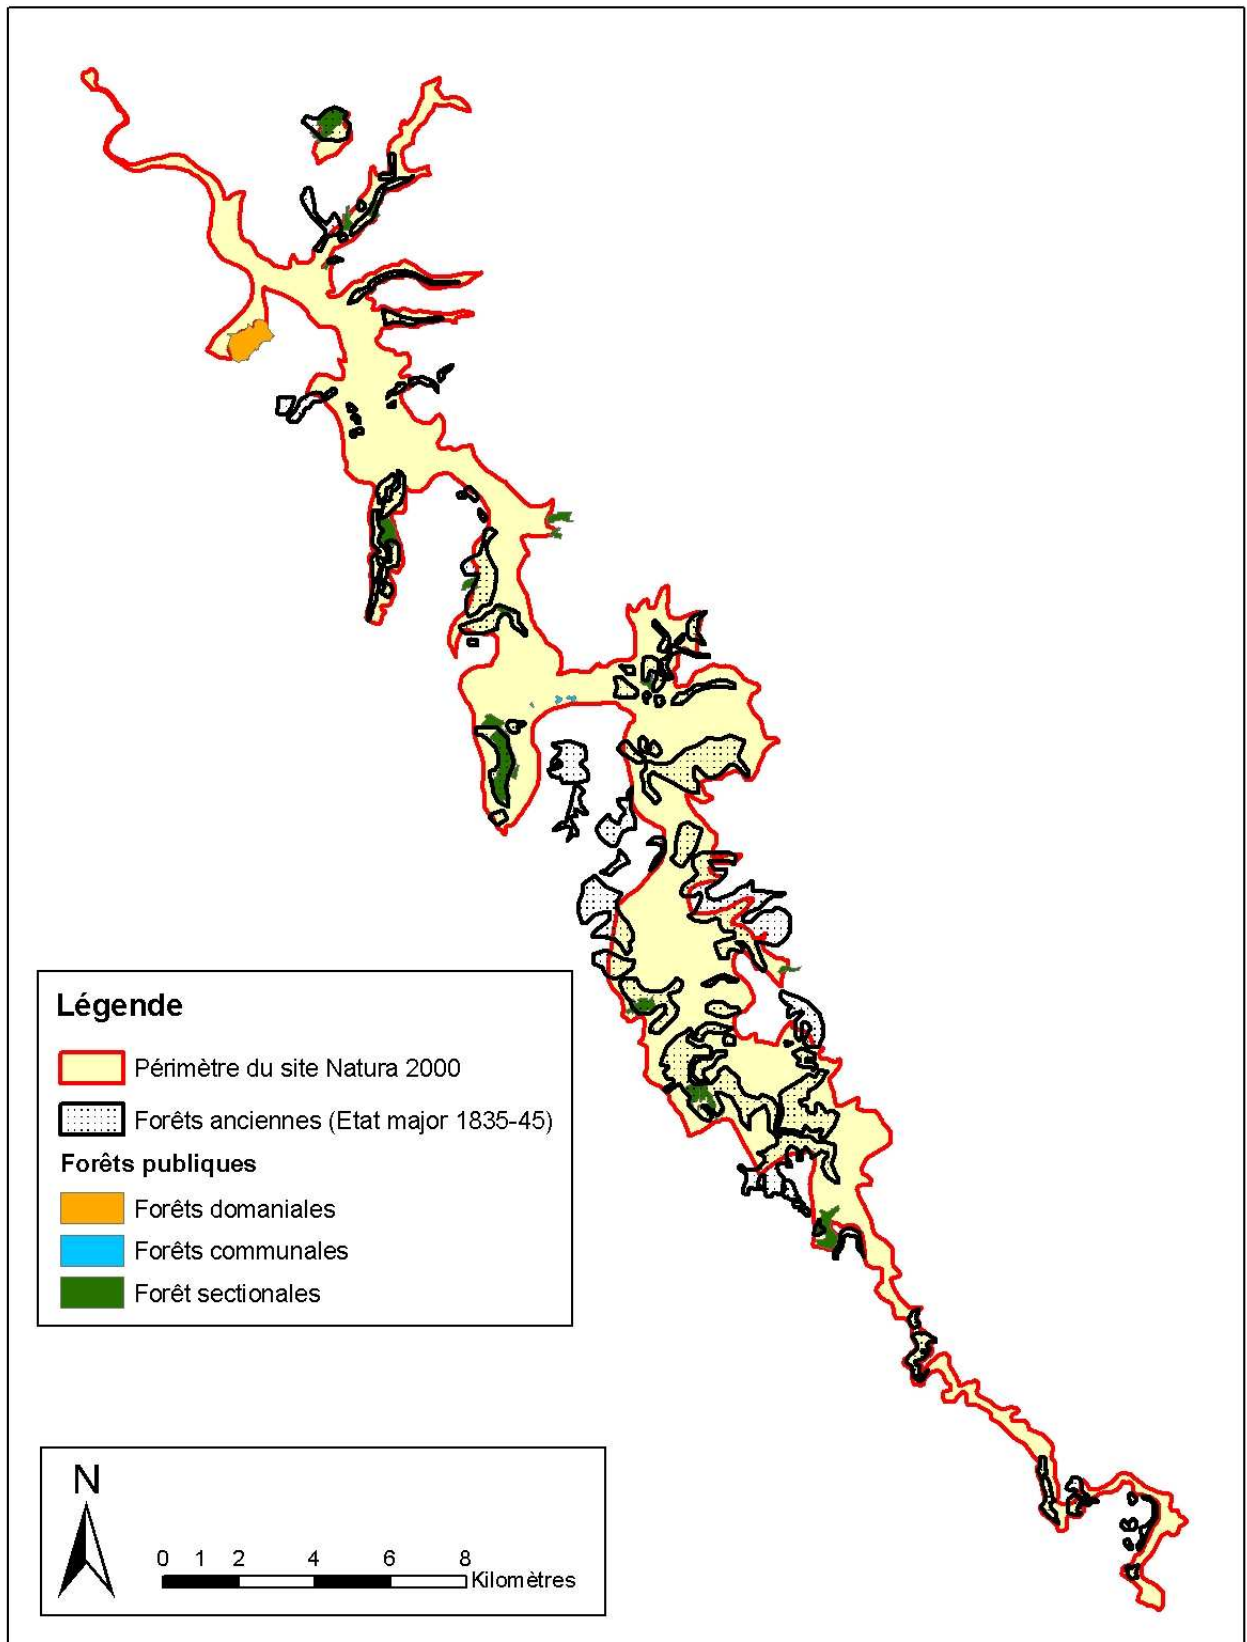 Légende
Périmètre du site Natura 2000
Forêts anciennes (Etat major 1835-45)
Forêts publiques
Forêts domaniales
Forêts communales
Forêt sectionales
N
0 1 2 4 6 8
Kilomètres